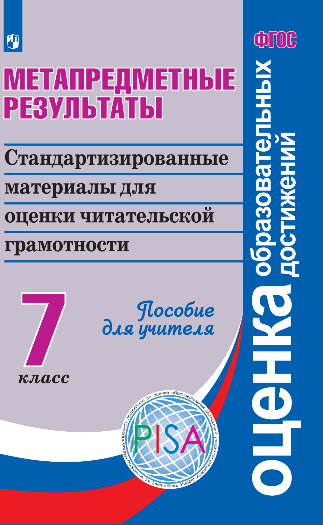 ФГОС
МЕТАПРЕДМЕТНЫЕ
РЕЗУЛЬТАТЫ
Стандартизированные
материалы для
оценки читательской
грамотности
Пособие
для учителя
7
класс
PISA
оценка образовательных
достижений